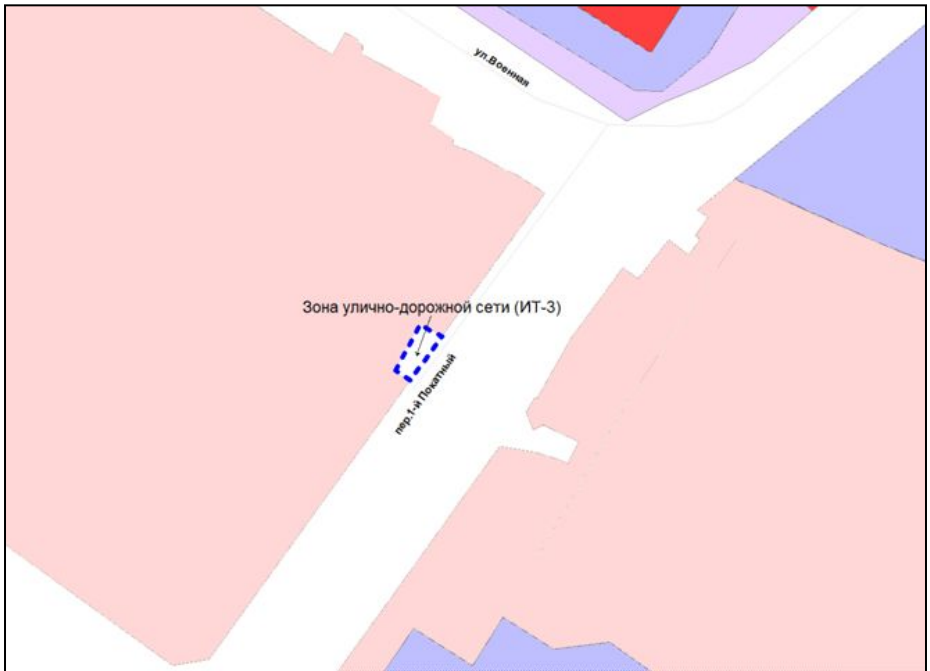 ул.Военная
Зона улично-дорожной сети (ИТ-3)
пер.1-й Покатный